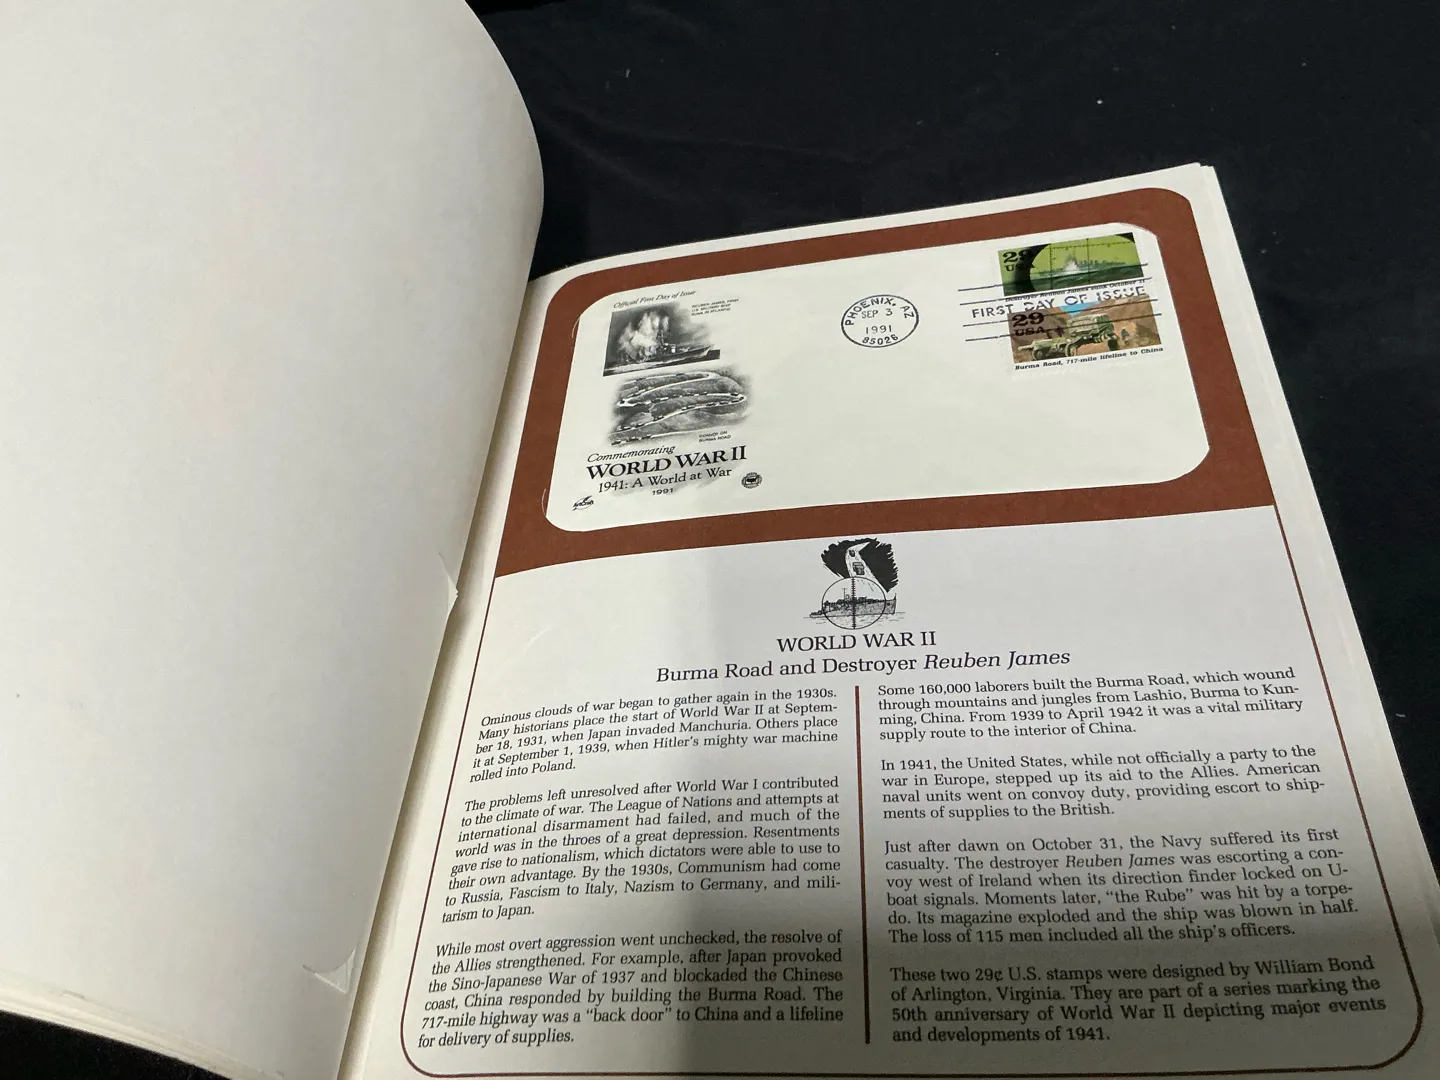 Official First Day of Issue
REUBEN JAMES, FIRST
U.S. MILITARY SHIP
SUNK IN ATLANTIC
CONVOY ON
BURMA ROAD
Commemorating
WORLD WAR II
1941: A World at War
1991
PHOENIX, AZ
SEP 3
1991
85026
29
USA
Destroyer Reuben James sunk October 31
FIRST DAY OF ISSUE
29
USA
Burma Road, 717-mile lifeline to China
WORLD WAR II
Burma Road and Destroyer Reuben James
Ominous clouds of war began to gather again in the 1930s.
Many historians place the start of World War II at Septem-
ber 18, 1931, when Japan invaded Manchuria. Others place
it at September 1, 1939, when Hitler's mighty war machine
rolled into Poland.
The problems left unresolved after World War I contributed
to the climate of war. The League of Nations and attempts at
international disarmament had failed, and much of the
world was in the throes of a great depression. Resentments
gave rise to nationalism, which dictators were able to use to
their own advantage. By the 1930s, Communism had come
to Russia, Fascism to Italy, Nazism to Germany, and mili-
tarism to Japan.
While most overt aggression went unchecked, the resolve of
the Allies strengthened. For example, after Japan provoked
the Sino-Japanese War of 1937 and blockaded the Chinese
coast, China responded by building the Burma Road. The
717-mile highway was a "back door" to China and a lifeline
for delivery of supplies.
Some 160,000 laborers built the Burma Road, which wound
through mountains and jungles from Lashio, Burma to Kun-
ming, China. From 1939 to April 1942 it was a vital military
supply route to the interior of China.
In 1941, the United States, while not officially a party to the
war in Europe, stepped up its aid to the Allies. American
naval units went on convoy duty, providing escort to ship-
ments of supplies to the British.
Just after dawn on October 31, the Navy suffered its first
casualty. The destroyer Reuben James was escorting a con-
voy west of Ireland when its direction finder locked on U-
boat signals. Moments later, "the Rube" was hit by a torpe-
do. Its magazine exploded and the ship was blown in half.
The loss of 115 men included all the ship's officers.
These two 29¢ U.S. stamps were designed by William Bond
of Arlington, Virginia. They are part of a series marking the
50th anniversary of World War II depicting major events
and developments of 1941.